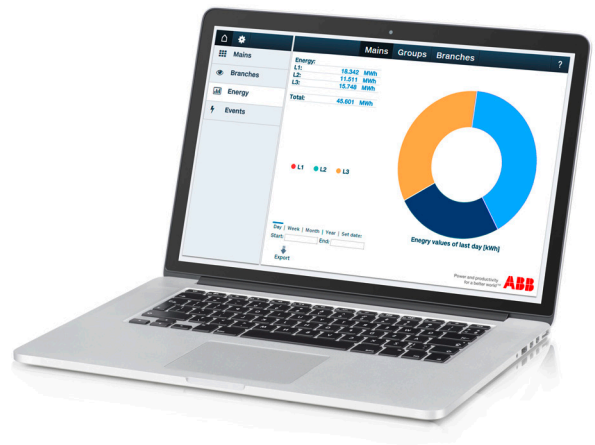 Mains Groups Branches ?
Mains
Branches
Energy
Events
Energy:
L1: 18.342 MWh
L2: 11.511 MWh
L3: 15.748 MWh
Total: 45.601 MWh
L1 L2 L3
Day | Week | Month | Year | Set date:
Start: End:
Export
Enegry values of last day [kWh]
Power and productivity
for a better world™
ABB